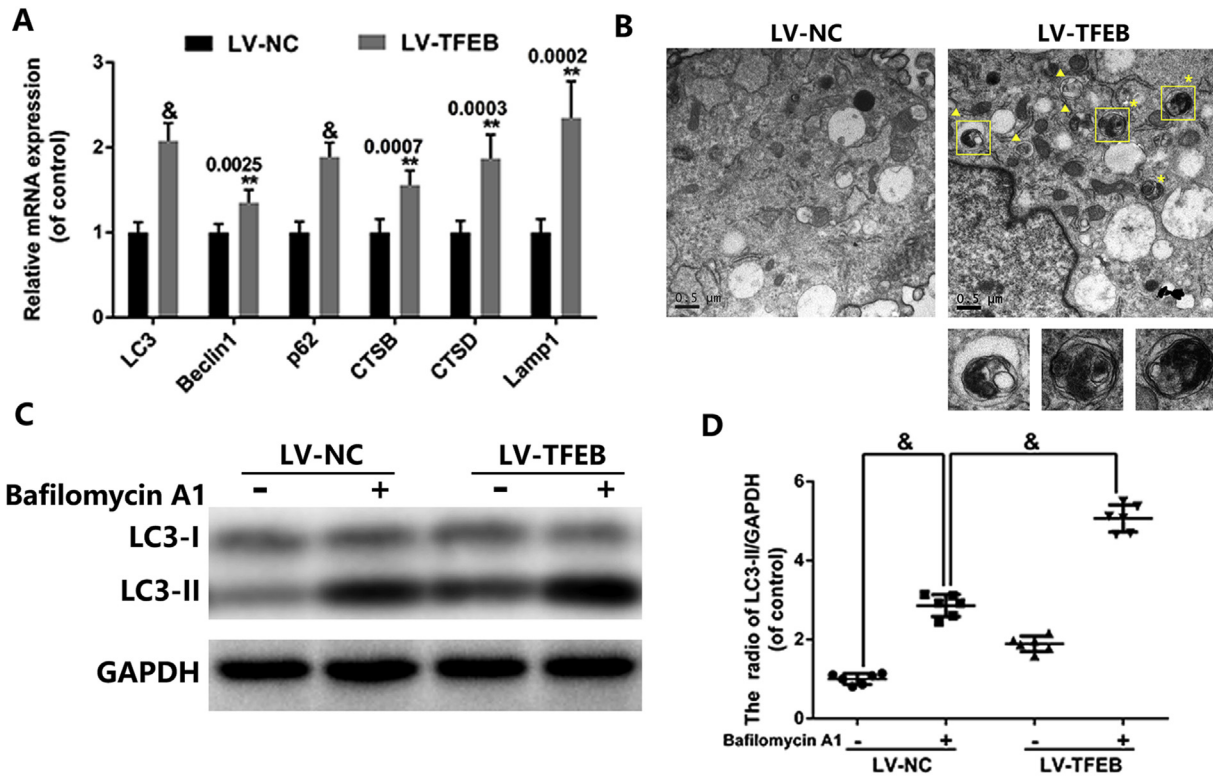 A
LV-NC LV-TFEB
Relative mRNA expression
(of control)
3
2
1
0
&
0.0025
**
&
0.0007
**
0.0003
**
0.0002
**
LC3
Beclin1
p62
CTSB
CTSD
Lamp1
B
LV-NC LV-TFEB
*
*
*
0.5 μm
0.5 μm
C
LV-NC LV-TFEB
Bafilomycin A1 - + - +
LC3-I
LC3-II
GAPDH
D
The radio of LC3-II/GAPDH
(of control)
6
4
2
0
& &
Bafilomycin A1 - + - +
LV-NC LV-TFEB